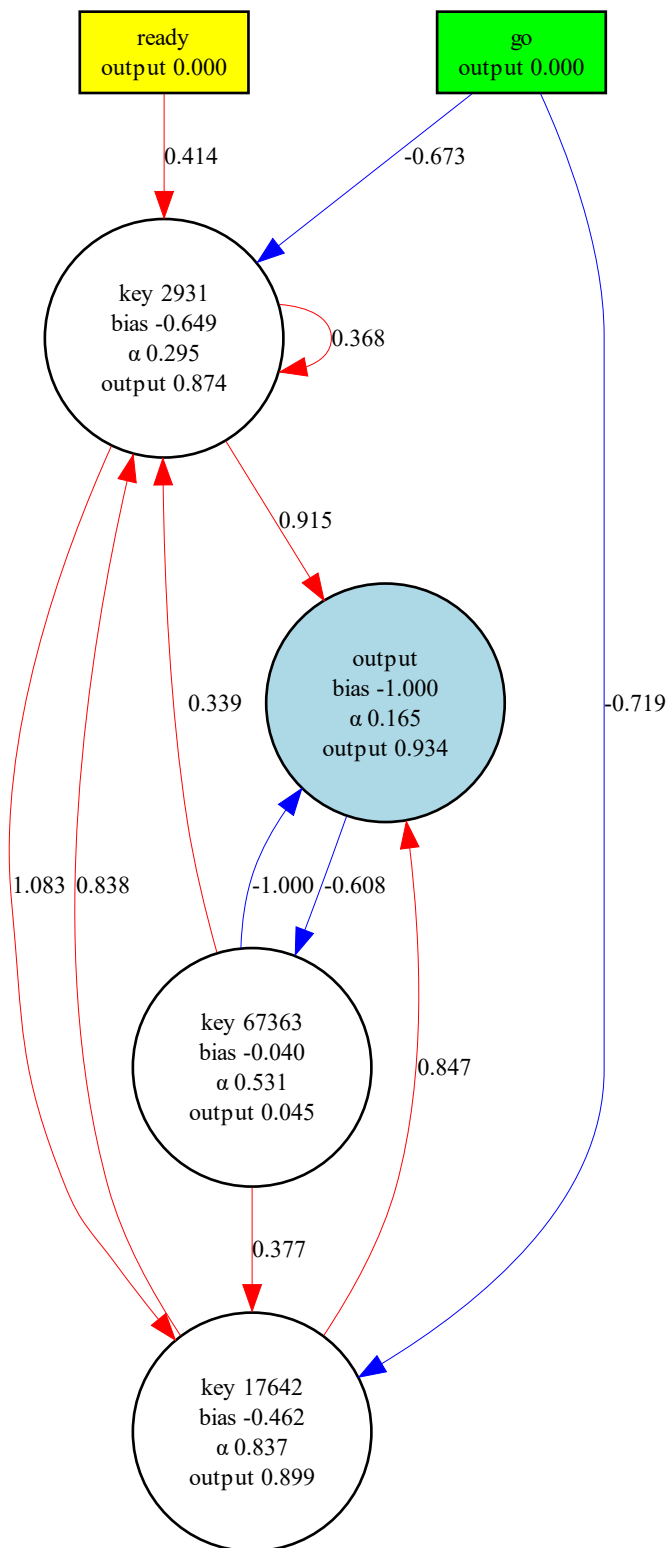 ready
output 0.000
go
output 0.000
0.414
-0.673
key 2931
bias -0.649
α 0.295
output 0.874
0.368
0.915
output
bias -1.000
α 0.165
output 0.934
0.339
-0.719
1.083
0.838
-1.000
-0.608
key 67363
bias -0.040
α 0.531
output 0.045
0.847
0.377
key 17642
bias -0.462
α 0.837
output 0.899